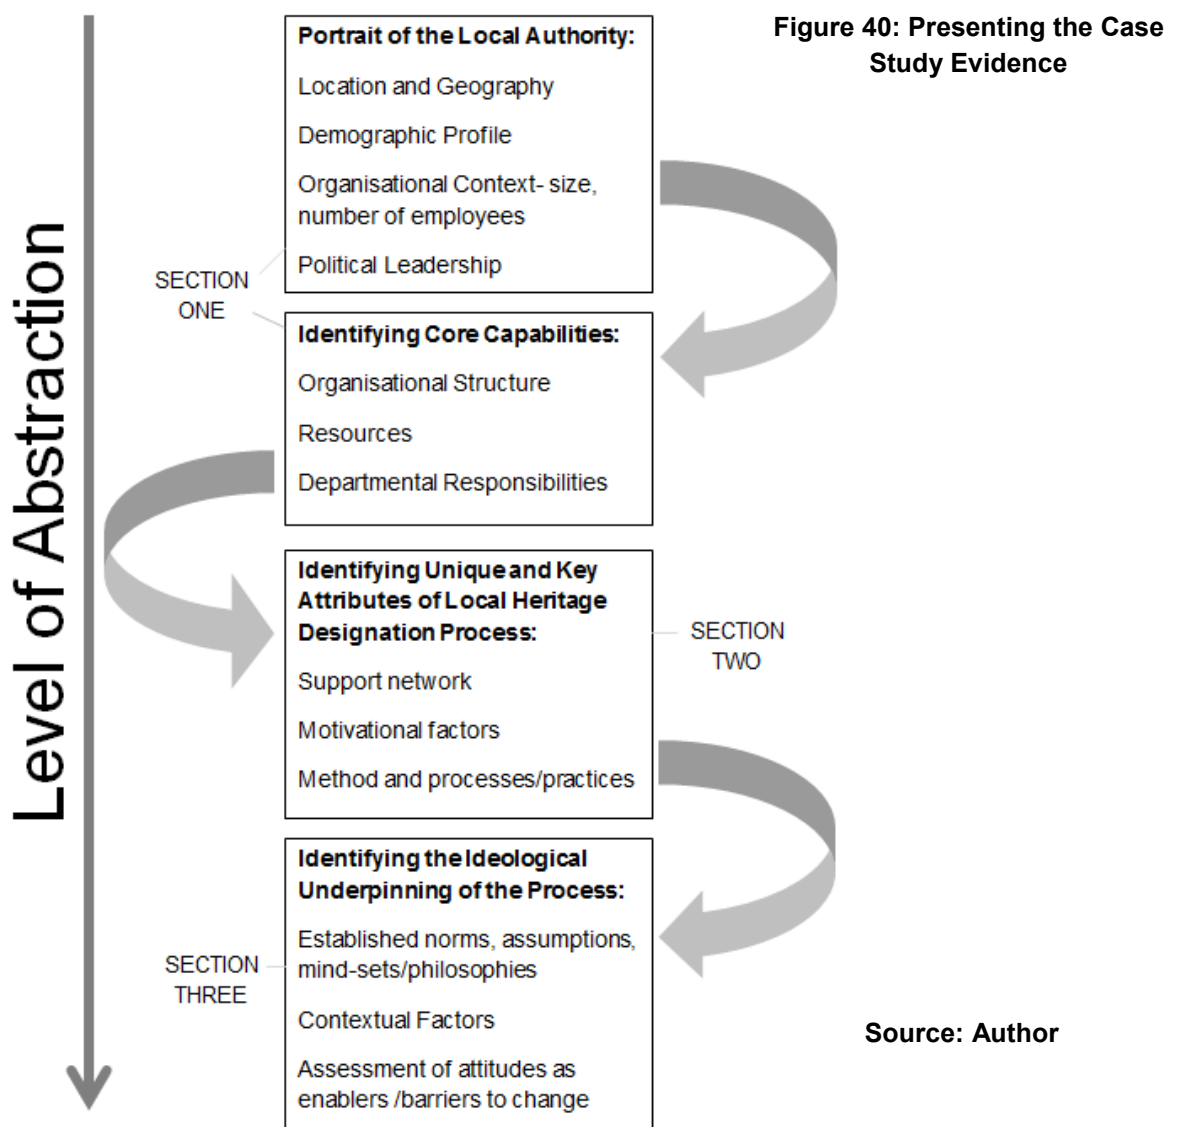 Figure 40: Presenting the Case
Study Evidence
Level of Abstraction
Portrait of the Local Authority:
Location and Geography
Demographic Profile
Organisational Context- size,
number of employees
Political Leadership
SECTION
ONE
Identifying Core Capabilities:
Organisational Structure
Resources
Departmental Responsibilities
Identifying Unique and Key
Attributes of Local Heritage
Designation Process:
Support network
Motivational factors
Method and processes/practices
SECTION
TWO
Identifying the Ideological
Underpinning of the Process:
Established norms, assumptions,
mind-sets/philosophies
Contextual Factors
Assessment of attitudes as
enablers /barriers to change
SECTION
THREE
Source: Author